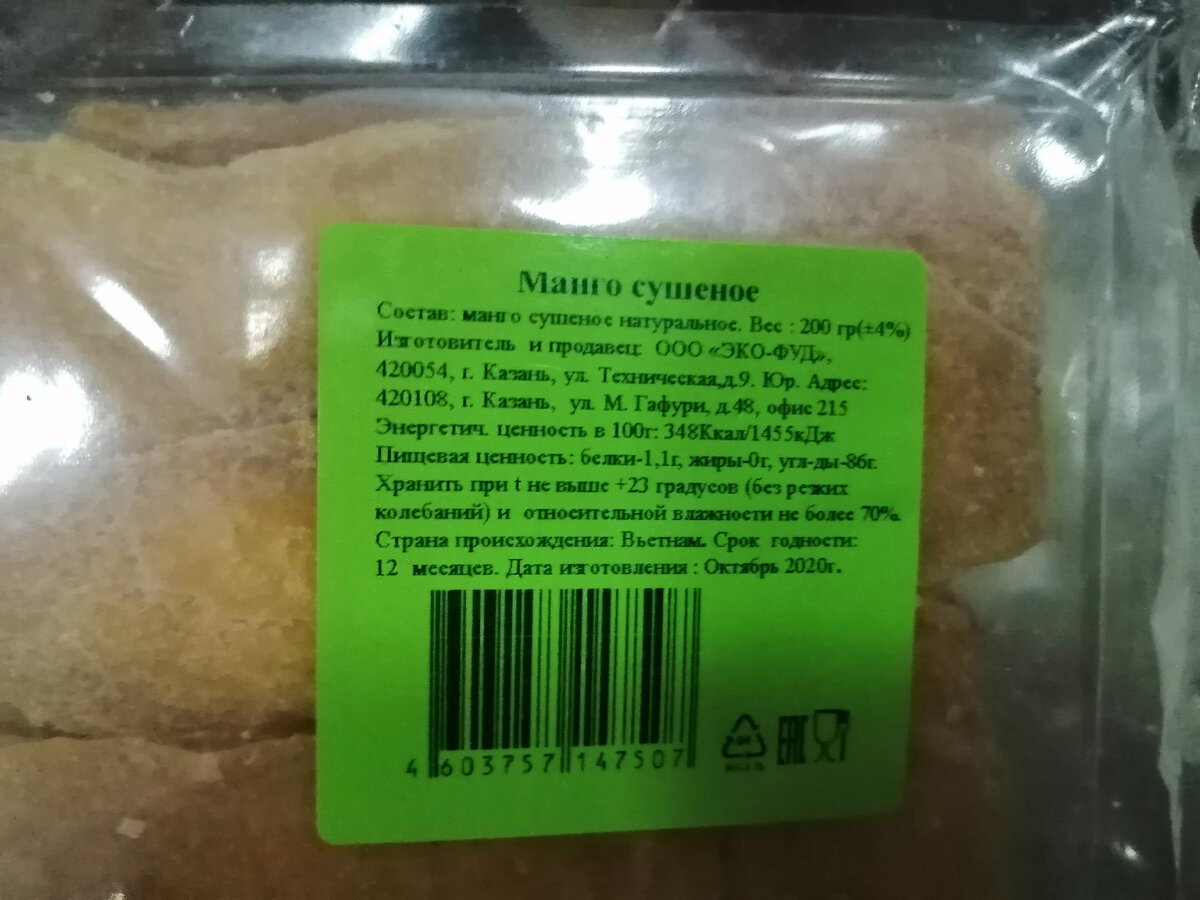 Манго сушеное
Состав: манго сушеное натуральное. Вес : 200 гр(±4%)
Изготовитель и продавец: ООО «ЭКО-ФУД»,
420054, г. Казань, ул. Техническая,д.9. Юр. Адрес:
420108, г. Казань, ул. М. Гафури, д.48, офис 215
Энергетич. ценность в 100г: 348Ккал/1455кДж
Пищевая ценность: белки-1,1г, жиры-0г, угл-ды-86г.
Хранить при t не выше +23 градусов (без резких
колебаний) и относительной влажности не более 70%.
Страна происхождения: Вьетнам. Срок годности:
12 месяцев. Дата изготовления : Октябрь 2020г.
4 603757 147507
EAC